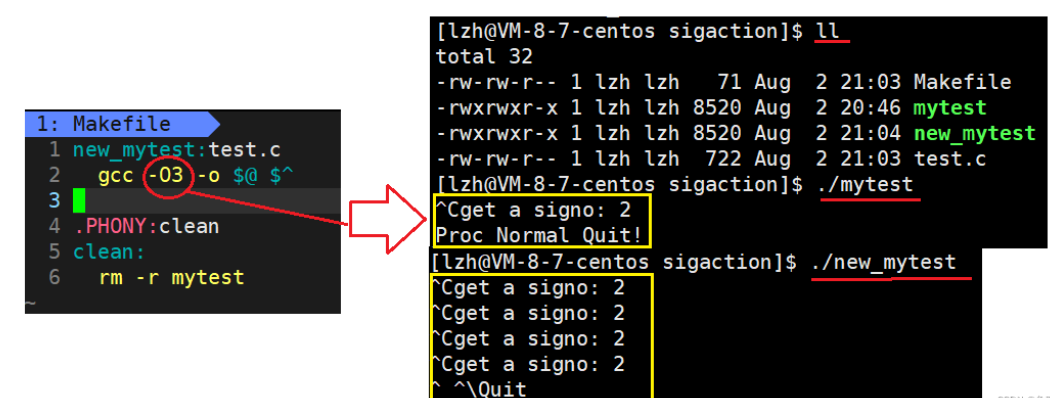 1: Makefile
1 new_mytest:test.c
2 gcc -O3 -o $@ $^
3
4 .PHONY:clean
5 clean:
6 rm -r mytest
~
[lzh@VM-8-7-centos sigaction]$ ll
total 32
-rw-rw-r-- 1 lzh lzh 71 Aug 2 21:03 Makefile
-rwxrwxr-x 1 lzh lzh 8520 Aug 2 20:46 mytest
-rwxrwxr-x 1 lzh lzh 8520 Aug 2 21:04 new_mytest
-rw-rw-r-- 1 lzh lzh 722 Aug 2 21:03 test.c
[lzh@VM-8-7-centos sigaction]$ ./mytest
^Cget a signo: 2
Proc Normal Quit!
[lzh@VM-8-7-centos sigaction]$ ./new_mytest
^Cget a signo: 2
^Cget a signo: 2
^Cget a signo: 2
^Cget a signo: 2
^ ^\Quit